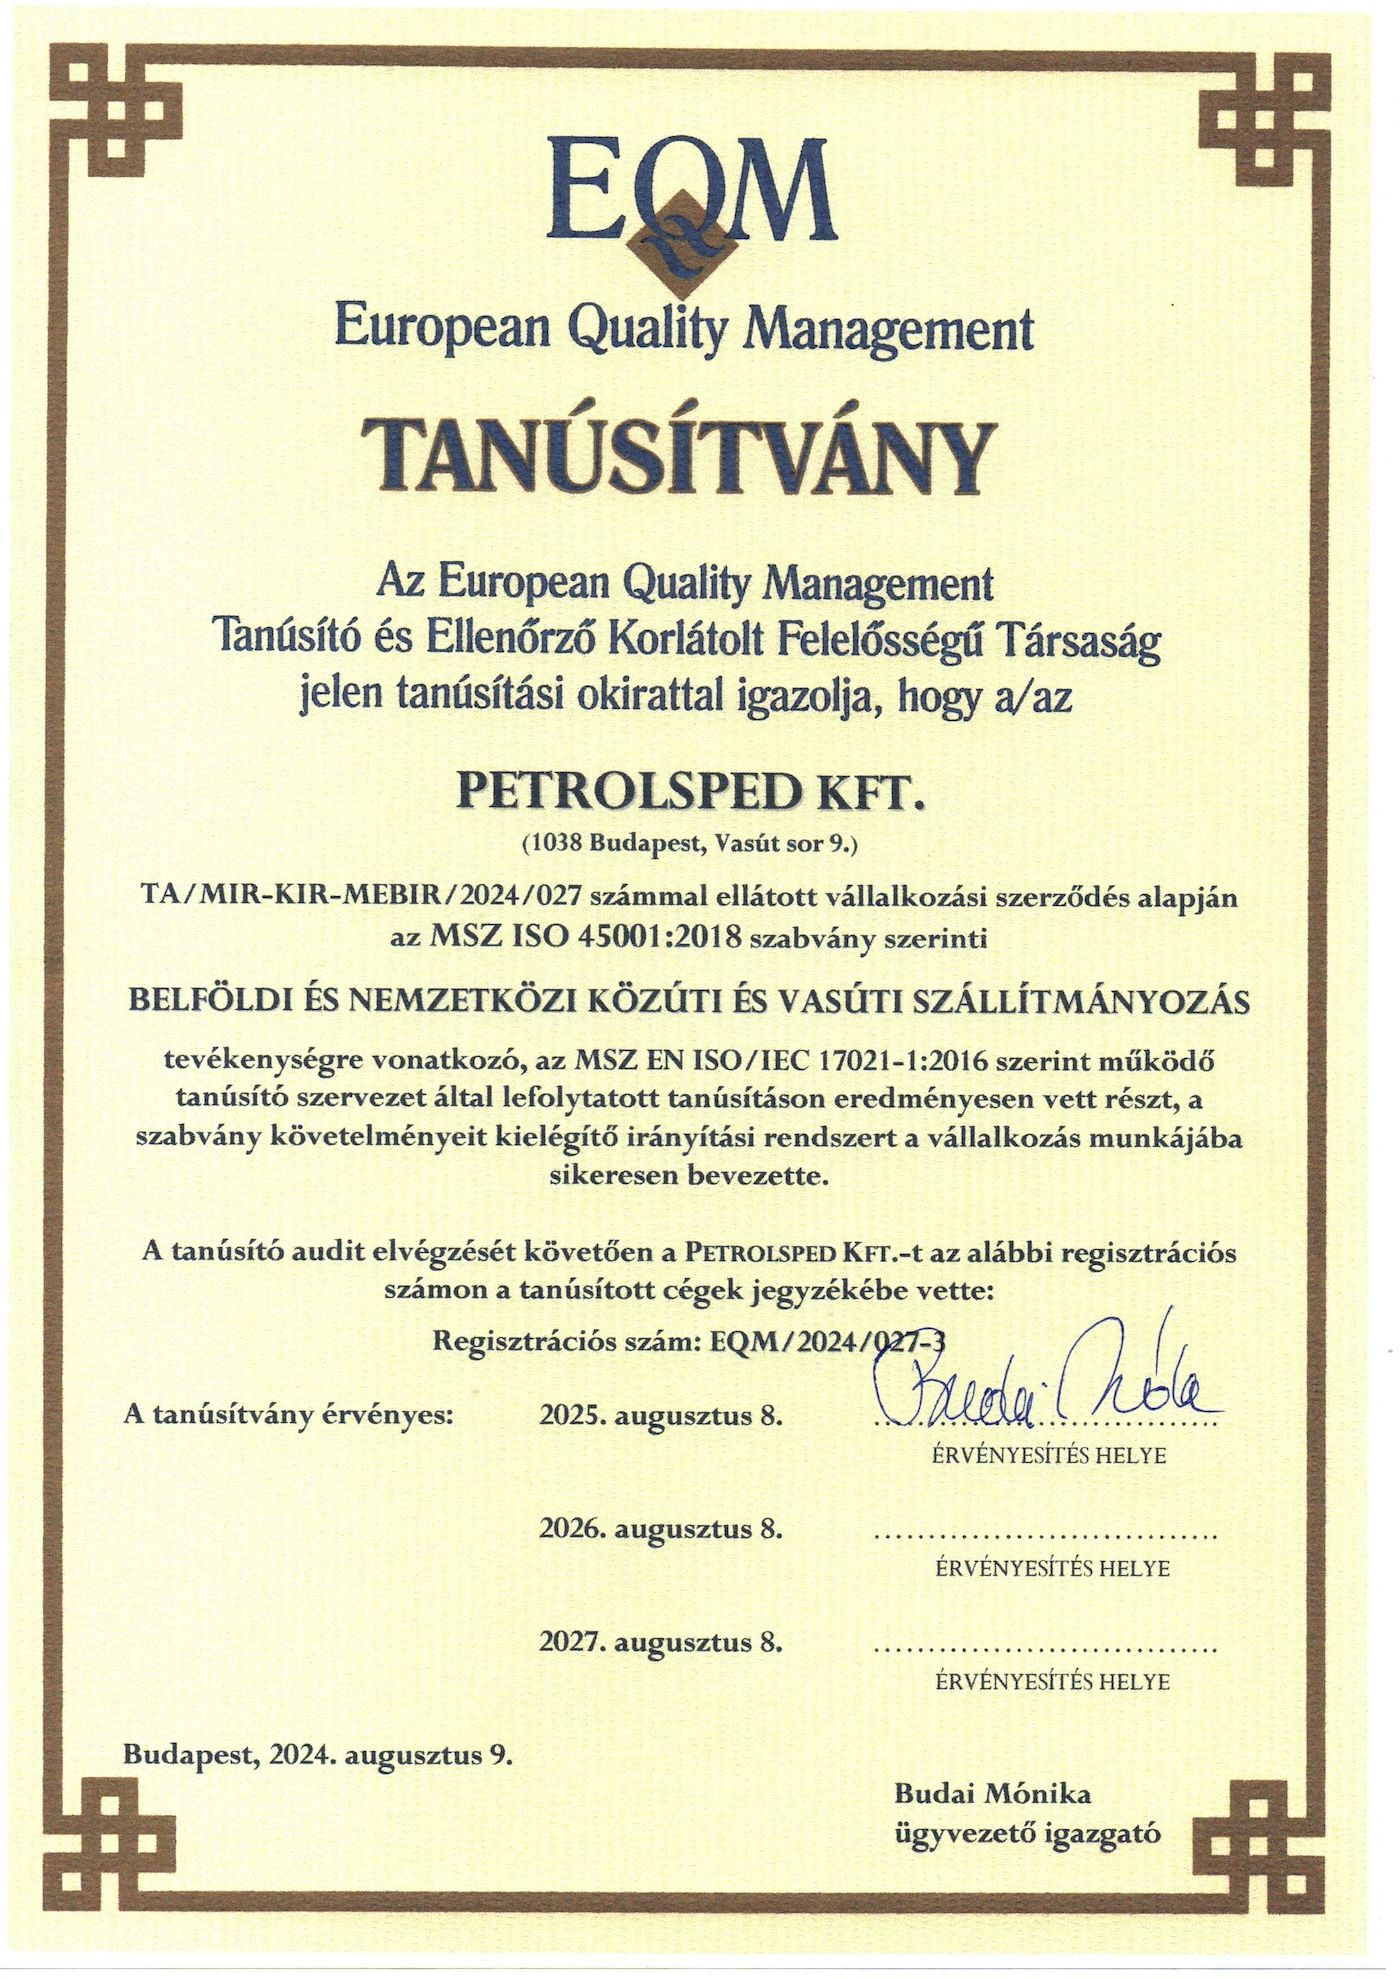 EQM
European Quality Management
TANÚSÍTVÁNY
Az European Quality Management
Tanúsító és Ellenőrző Korlátolt Felelősségű Társaság
jelen tanúsítási okirattal igazolja, hogy a/az
PETROLSPED KFT.
(1038 Budapest, Vasút sor 9.)
TA/MIR-KIR-MEBIR/2024/027 számmal ellátott vállalkozási szerződés alapján
az MSZ ISO 45001:2018 szabvány szerinti
BELFÖLDI ÉS NEMZETKÖZI KÖZÚTI ÉS VASÚTI SZÁLLÍTMÁNYOZÁS
tevékenységre vonatkozó, az MSZ EN ISO/IEC 17021-1:2016 szerint működő
tanúsító szervezet által lefolytatott tanúsításon eredményesen vett részt, a
szabvány követelményeit kielégítő irányítási rendszert a vállalkozás munkájába
sikeresen bevezette.
A tanúsító audit elvégzését követően a PETROLSPED KFT.-t az alábbi regisztrációs
számon a tanúsított cégek jegyzékébe vette:
Regisztrációs szám: EQM/2024/027-3
A tanúsítvány érvényes: 2025. augusztus 8. Budai Móka
ÉRVÉNYESÍTÉS HELYE
2026. augusztus 8. ................................
ÉRVÉNYESÍTÉS HELYE
2027. augusztus 8. ................................
ÉRVÉNYESÍTÉS HELYE
Budapest, 2024. augusztus 9.
Budai Mónika
ügyvezető igazgató